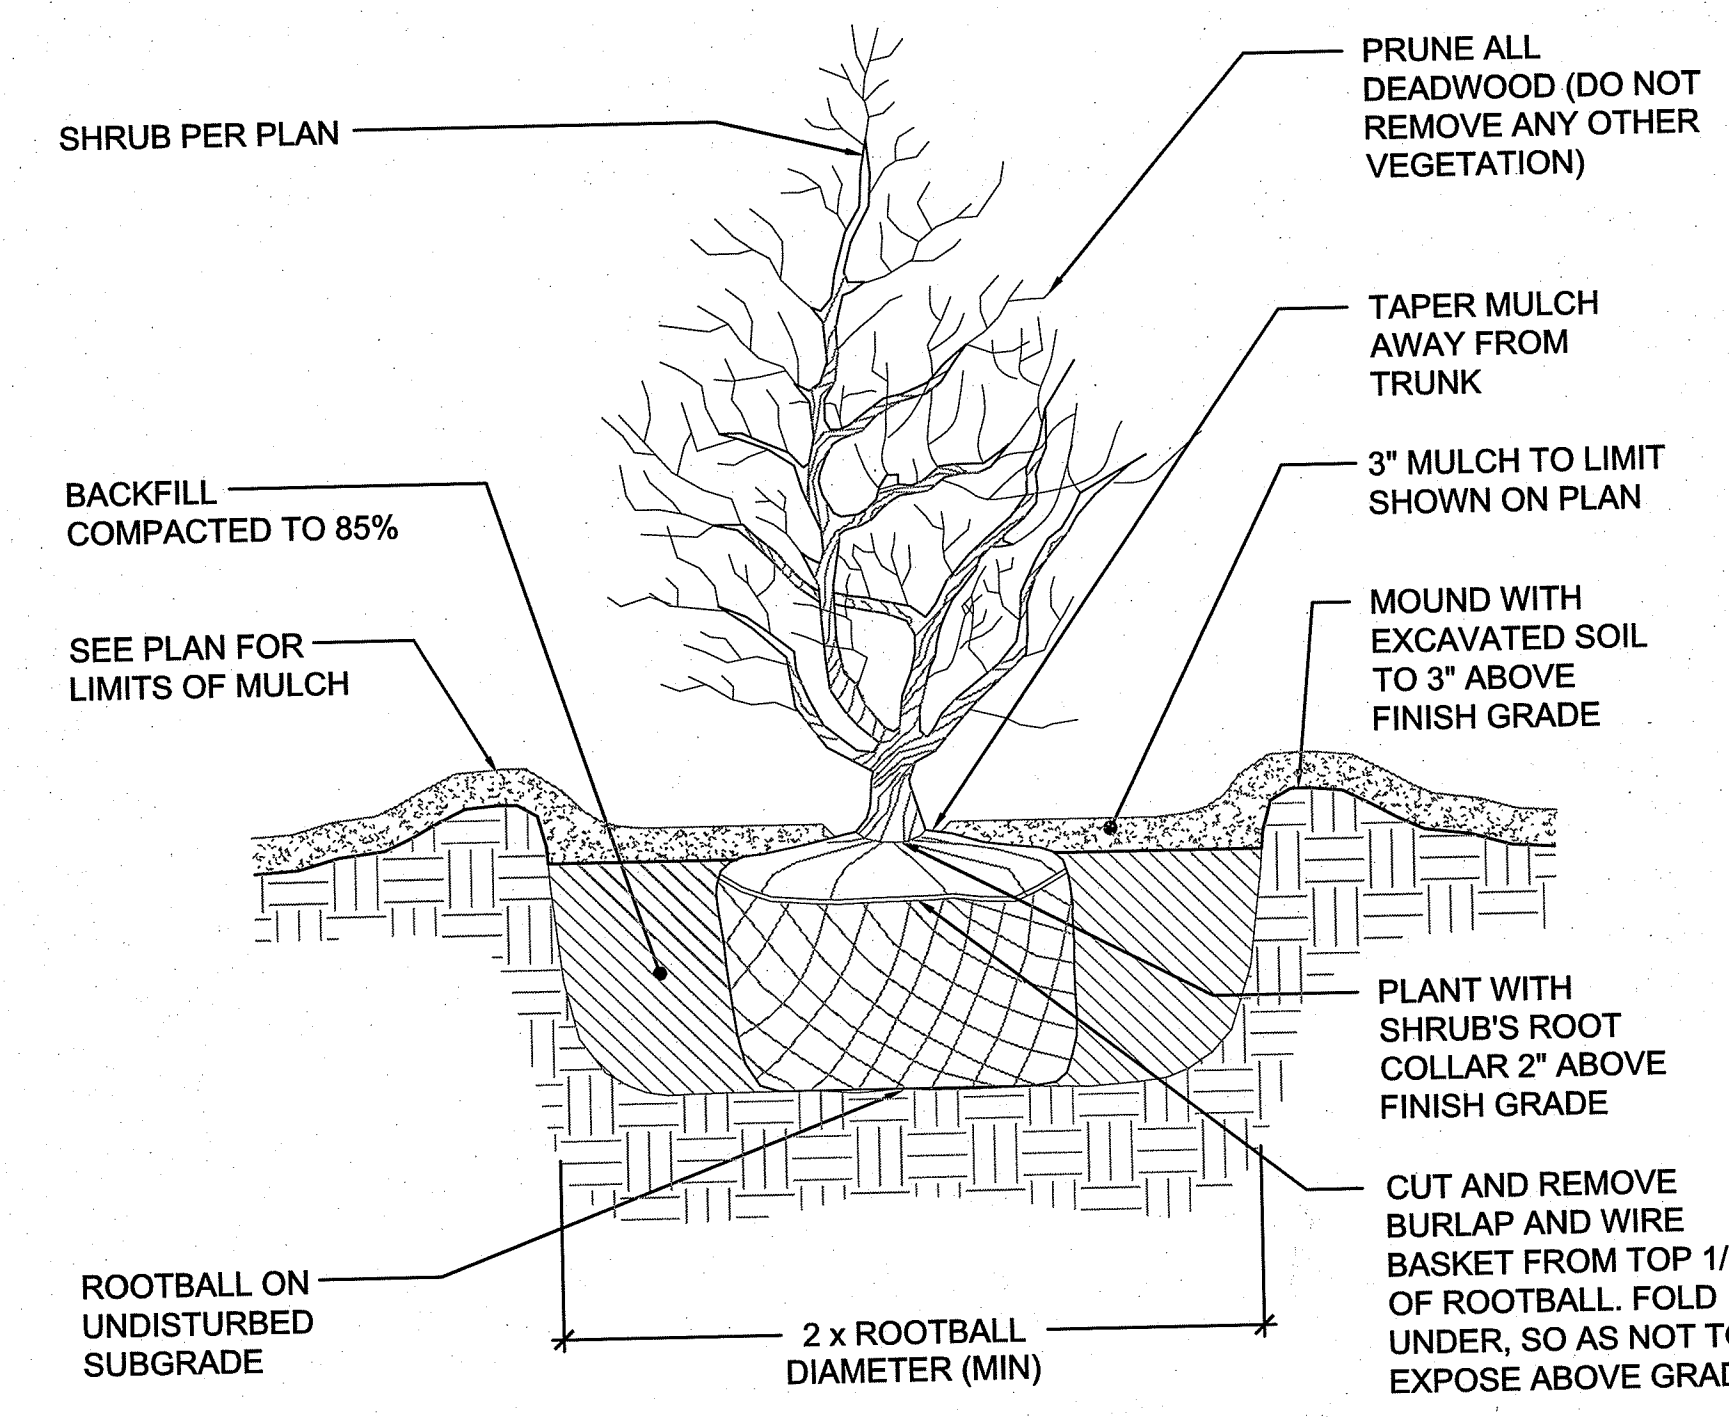 SHRUB PER PLAN
BACKFILL
COMPACTED TO 85%
SEE PLAN FOR
LIMITS OF MULCH
ROOTBALL ON
UNDISTURBED
SUBGRADE
2 x ROOTBALL
DIAMETER (MIN)
PRUNE ALL
DEADWOOD (DO NOT
REMOVE ANY OTHER
VEGETATION)
TAPER MULCH
AWAY FROM
TRUNK
3" MULCH TO LIMIT
SHOWN ON PLAN
MOUND WITH
EXCAVATED SOIL
TO 3" ABOVE
FINISH GRADE
PLANT WITH
SHRUB'S ROOT
COLLAR 2" ABOVE
FINISH GRADE
CUT AND REMOVE
BURLAP AND WIRE
BASKET FROM TOP
OF ROOTBALL. FOLD
UNDER, SO AS NOT
EXPOSE ABOVE